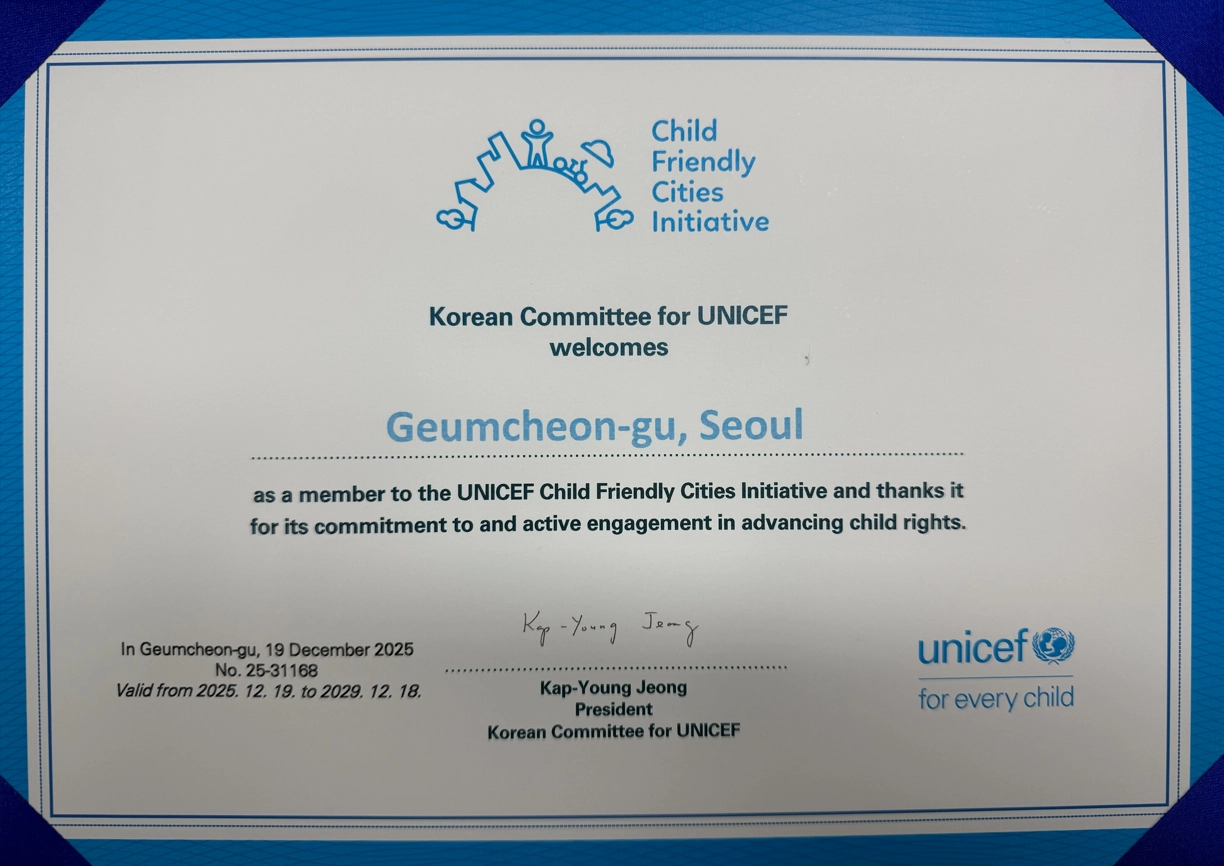 Child
Friendly
Cities
Initiative
Korean Committee for UNICEF
welcomes
Geumcheon-gu, Seoul
as a member to the UNICEF Child Friendly Cities Initiative and thanks it
for its commitment to and active engagement in advancing child rights.
In Geumcheon-gu, 19 December 2025
No. 25-31168
Valid from 2025. 12. 19. to 2029. 12. 18.
Kap-Young Jeong
Kap-Young Jeong
President
Korean Committee for UNICEF
unicef
for every child